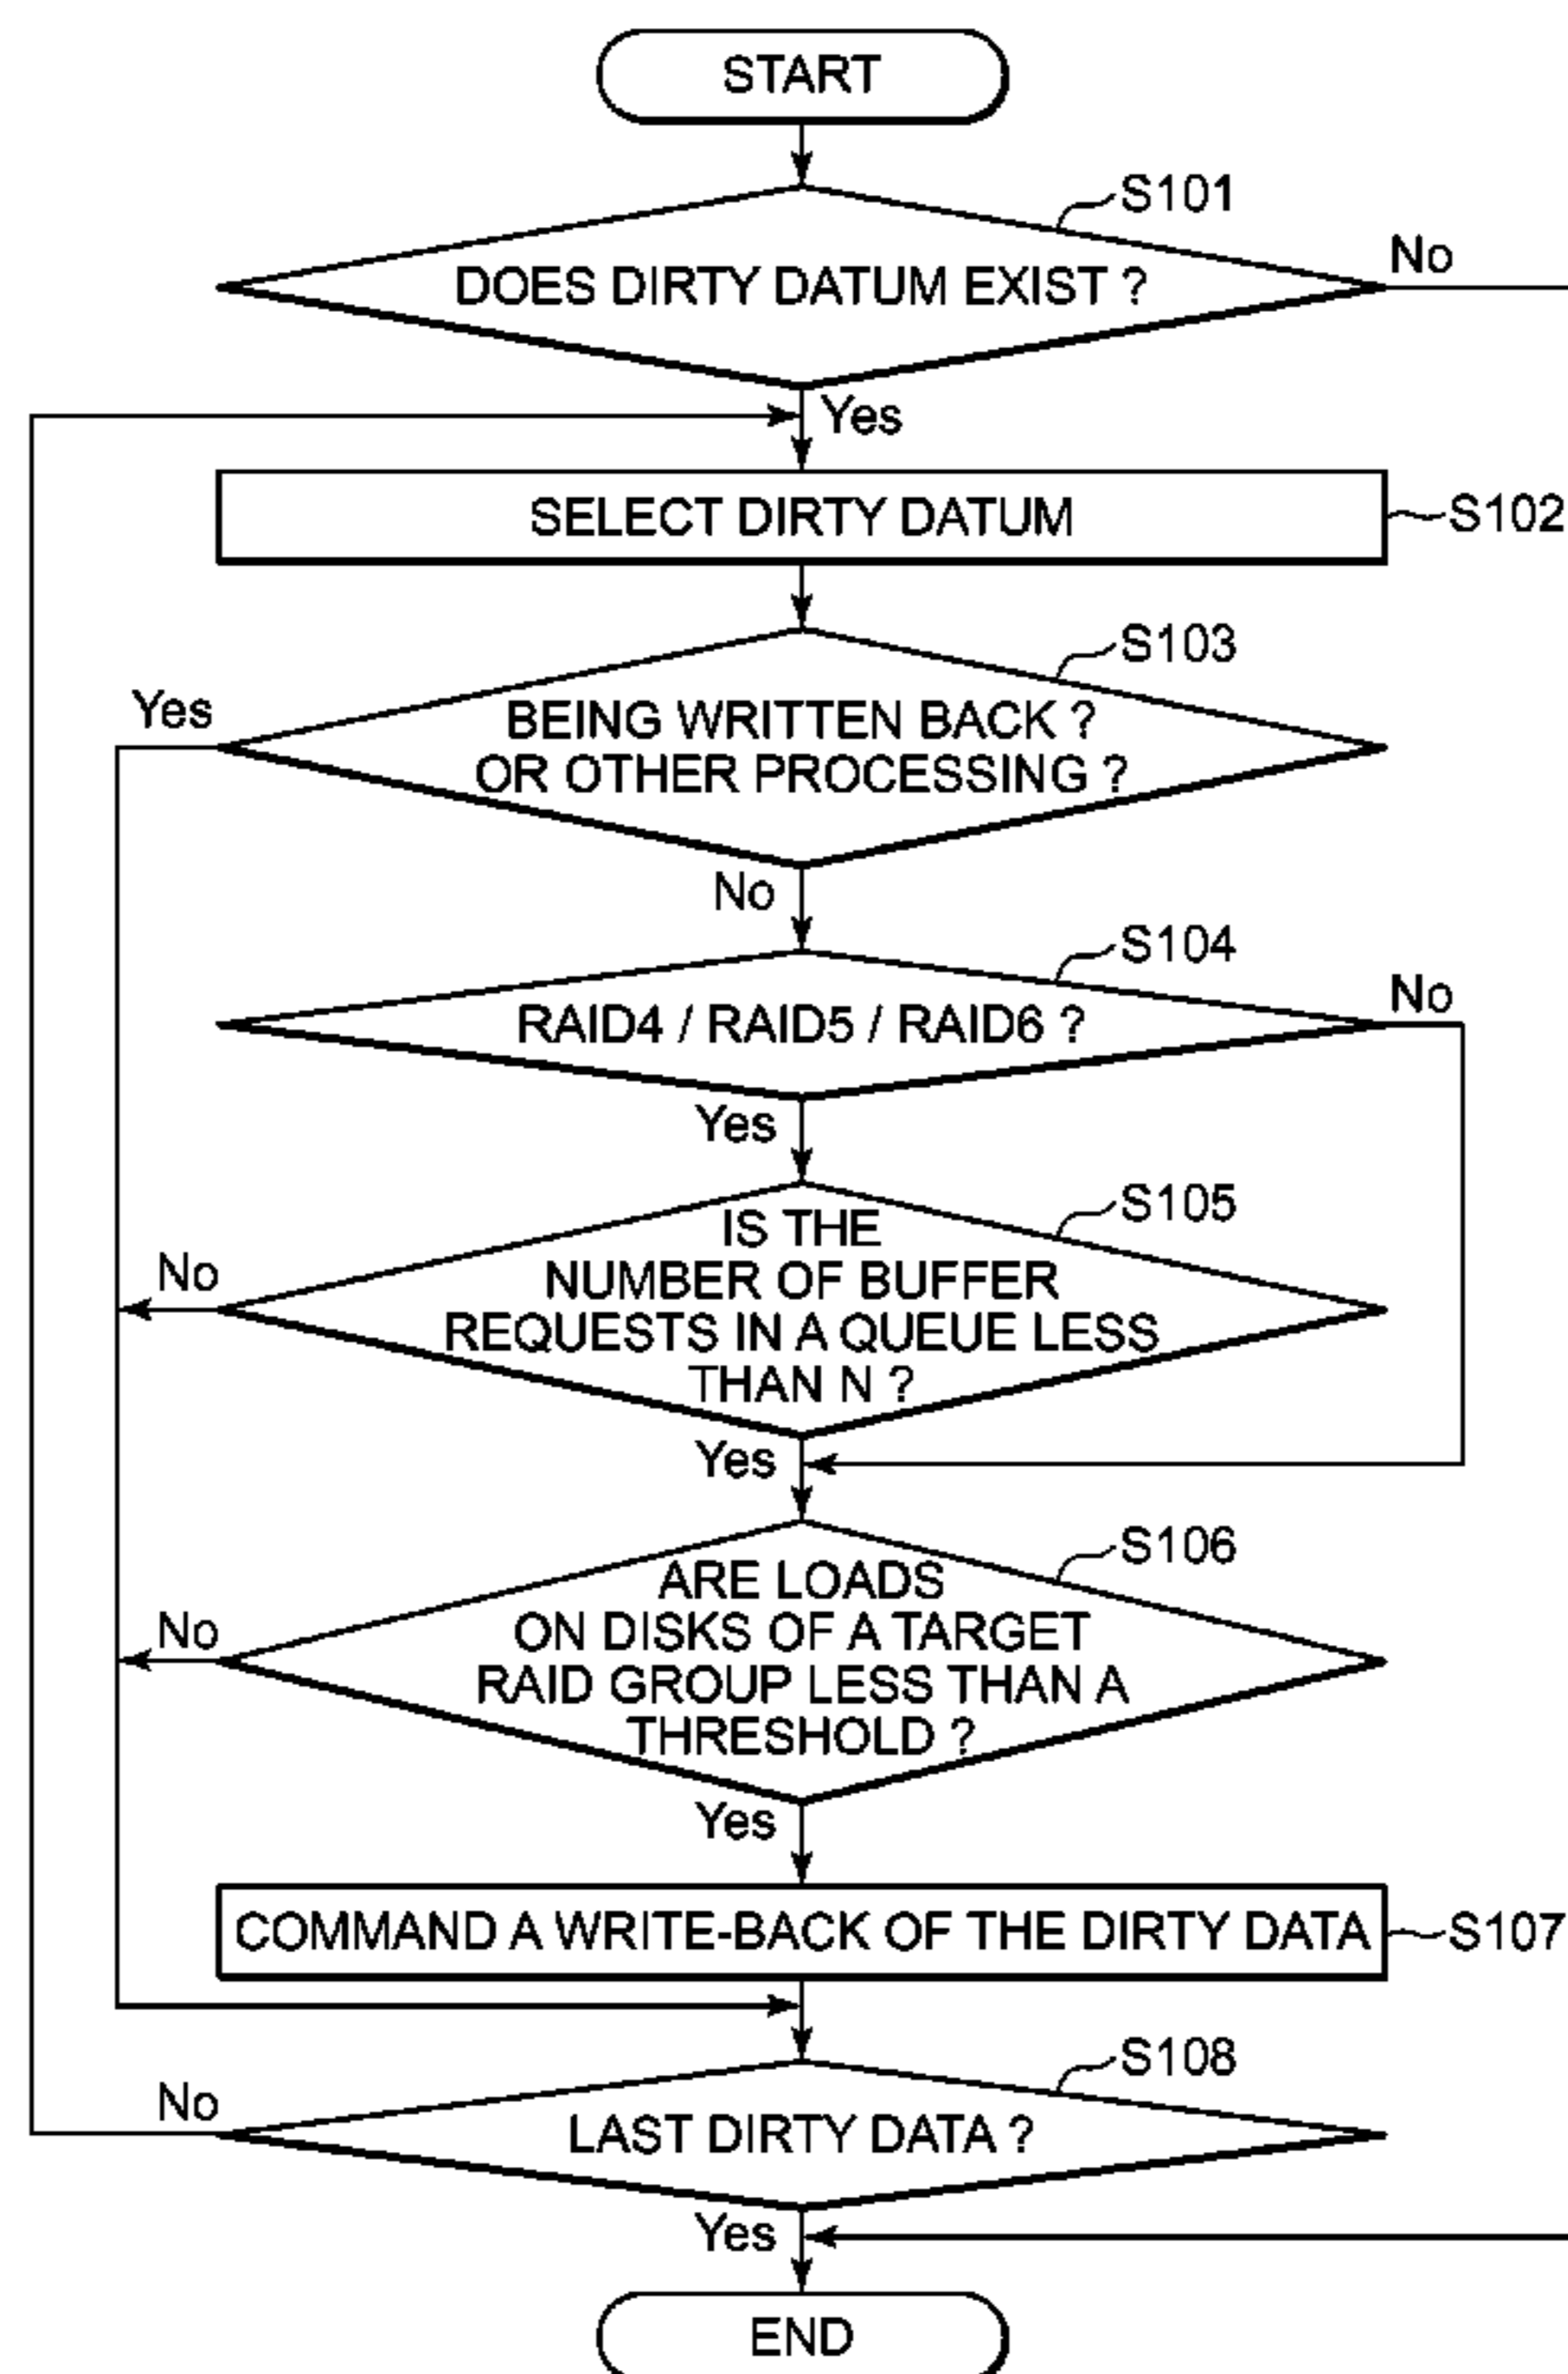 START
S101
DOES DIRTY DATUM EXIST ?
No
Yes
SELECT DIRTY DATUM
S102
S103
Yes
BEING WRITTEN BACK ?
OR OTHER PROCESSING ?
No
S104
No
RAID4 / RAID5 / RAID6 ?
Yes
S105
IS THE
No
NUMBER OF BUFFER
REQUESTS IN A QUEUE LESS
THAN N ?
Yes
S106
ARE LOADS
No
ON DISKS OF A TARGET
RAID GROUP LESS THAN A
THRESHOLD ?
Yes
COMMAND A WRITE-BACK OF THE DIRTY DATA
S107
S108
No
LAST DIRTY DATA ?
Yes
END